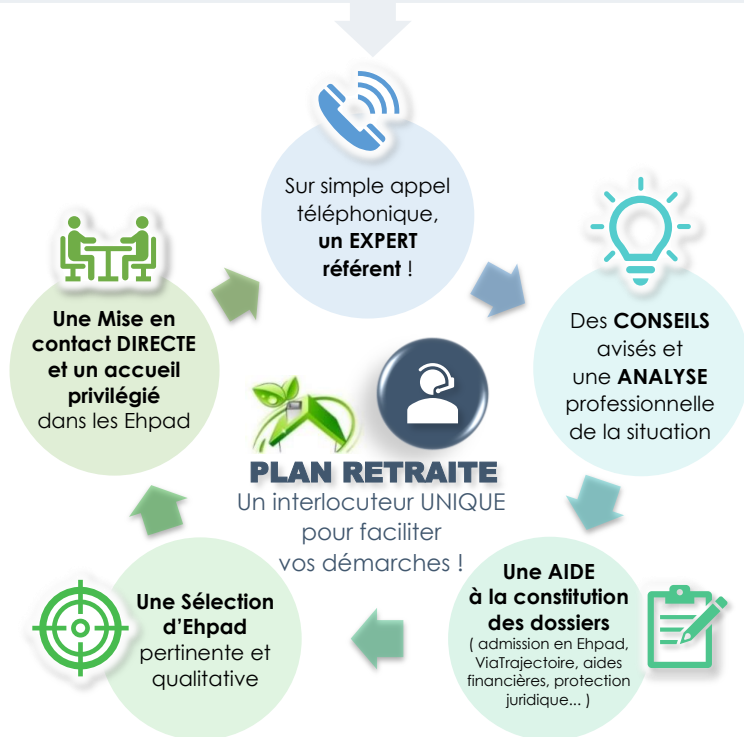 Sur simple appel
téléphonique,
un EXPERT
référent !
Des CONSEILS
avisés et
une ANALYSE
professionnelle
de la situation
Une AIDE
à la constitution
des dossiers
( admission en Ehpad,
ViaTrajectoire, aides
financières, protection
juridique... )
Une Sélection
d'Ehpad
pertinente et
qualitative
Une Mise en
contact DIRECTE
et un accueil
privilégié
dans les Ehpad
PLAN RETRAITE
Un interlocuteur UNIQUE
pour faciliter
vos démarches !